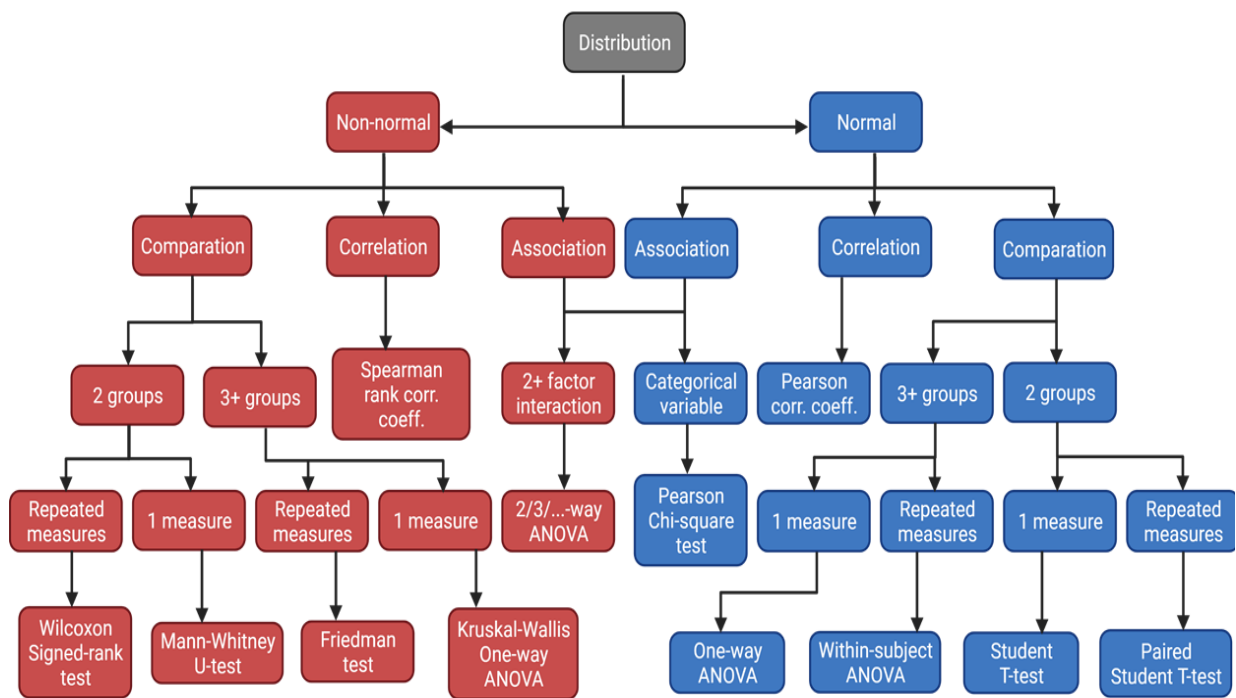 Distribution
Non-normal
Normal
Comparation
Correlation
Association
Association
Correlation
Comparation
2 groups
3+ groups
Spearman
rank corr.
coeff.
2+ factor
interaction
Categorical
variable
Pearson
corr. coeff.
3+ groups
2 groups
Repeated
measures
1 measure
Repeated
measures
1 measure
2/3/...-way
ANOVA
Pearson
Chi-square
test
1 measure
Repeated
measures
1 measure
Repeated
measures
Wilcoxon
Signed-rank
test
Mann-Whitney
U-test
Friedman
test
Kruskal-Wallis
One-way
ANOVA
One-way
ANOVA
Within-subject
ANOVA
Student
T-test
Paired
Student T-test